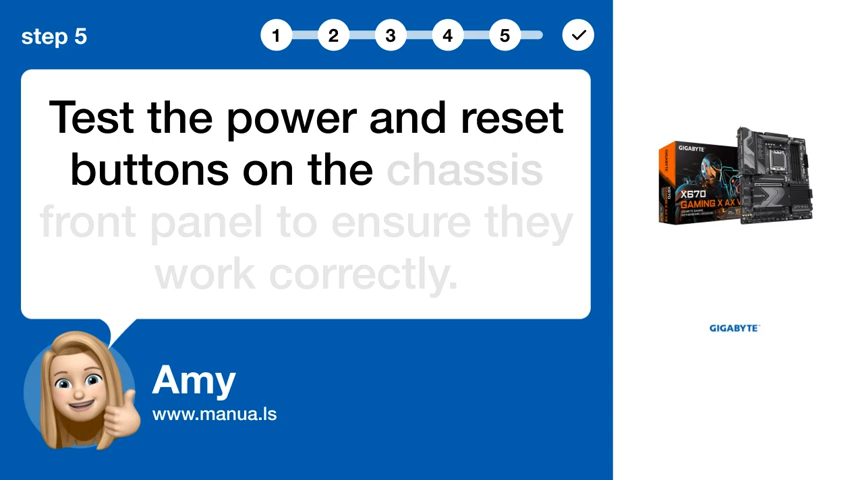 step 5
1 2 3 4 5
Test the power and reset
buttons on the chassis
front panel to ensure they
work correctly.
Amy
www.manua.ls
GIGABYTE
X670
GAMING X AX V
GIGABYTE